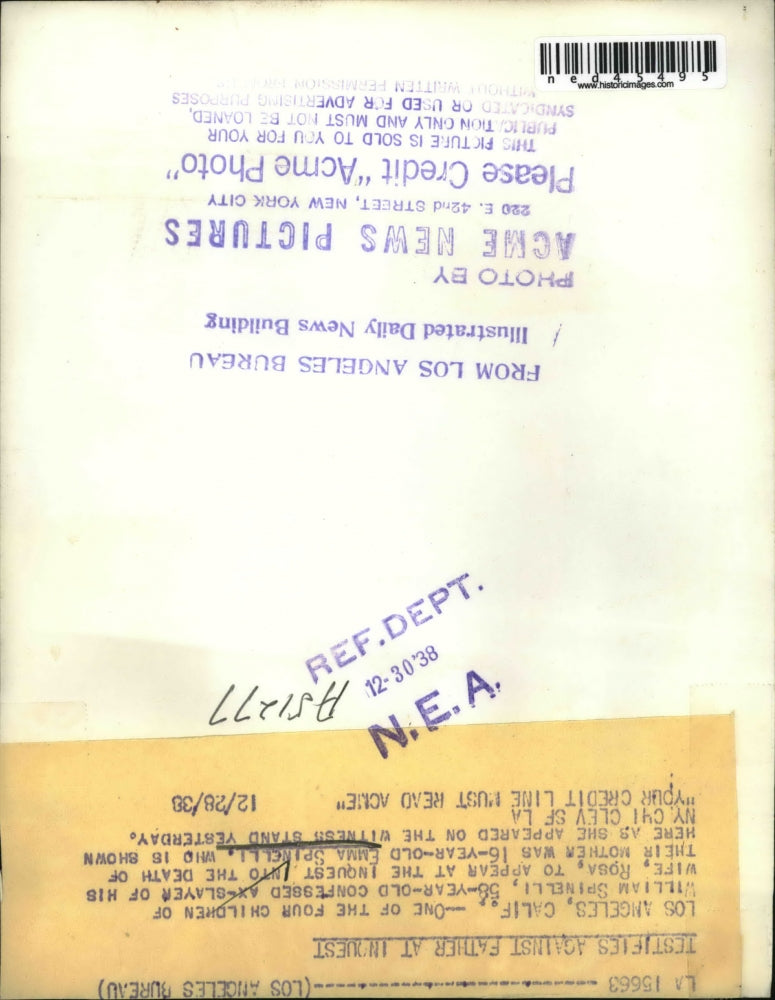 ned45495
www.historicimages.com
WITHOUT WRITTEN PERMISSION
SYNDICATED OR USED FOR ADVERTISING PURPOSES
PUBLICATION ONLY AND MUST NOT BE LOANED,
THIS PICTURE IS SOLD TO YOU FOR YOUR
Please Credit "Acme Photo"
220 E. 42nd STREET, NEW YORK CITY
ACME NEWS PICTURES
PHOTO BY
Illustrated Daily News Building
FROM LOS ANGELES BUREAU
REF. DEPT.
12-30'38
N.E.A.
A51277
LA 15663 ----------------(LOS ANGELES BUREAU)
TESTIFIES AGAINST FATHER AT INQUEST
LOS ANGELES, CALIF., --ONE OF THE FOUR CHILDREN OF
WILLIAM SPINELLI, 58-YEAR-OLD CONFESSED AX-SLAYER OF HIS
WIFE, ROSA, TO APPEAR AT THE INQUEST INTO THE DEATH OF
THEIR MOTHER WAS 16-YEAR-OLD EMMA SPINELLI, WHO IS SHOWN
HERE AS SHE APPEARED ON THE WITNESS STAND YESTERDAY.
NY CHI CLEV SF LA
"YOUR CREDIT LINE MUST READ ACME" 12/28/38